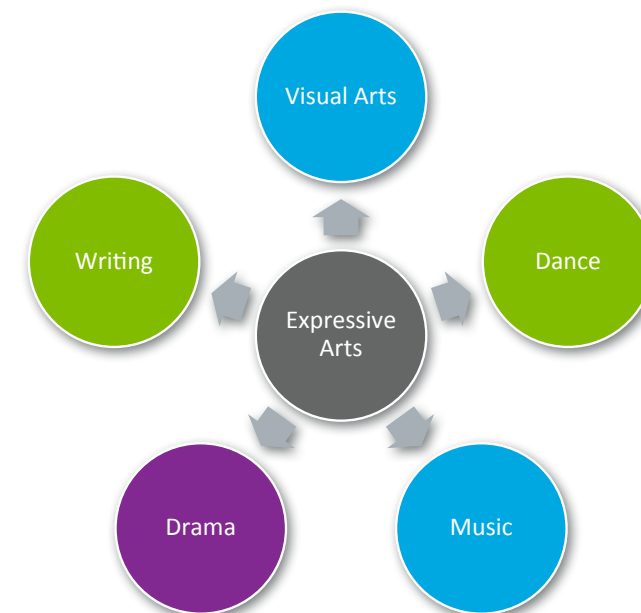 Visual Arts
Writing
Dance
Expressive
Arts
Drama
Music